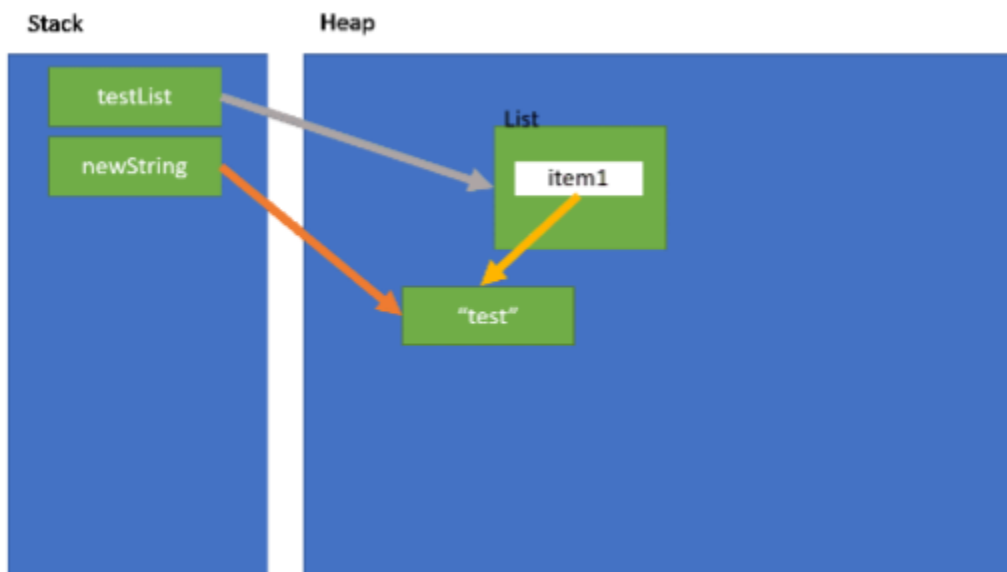 Stack
Heap
testList
List
newString
item1
“test”